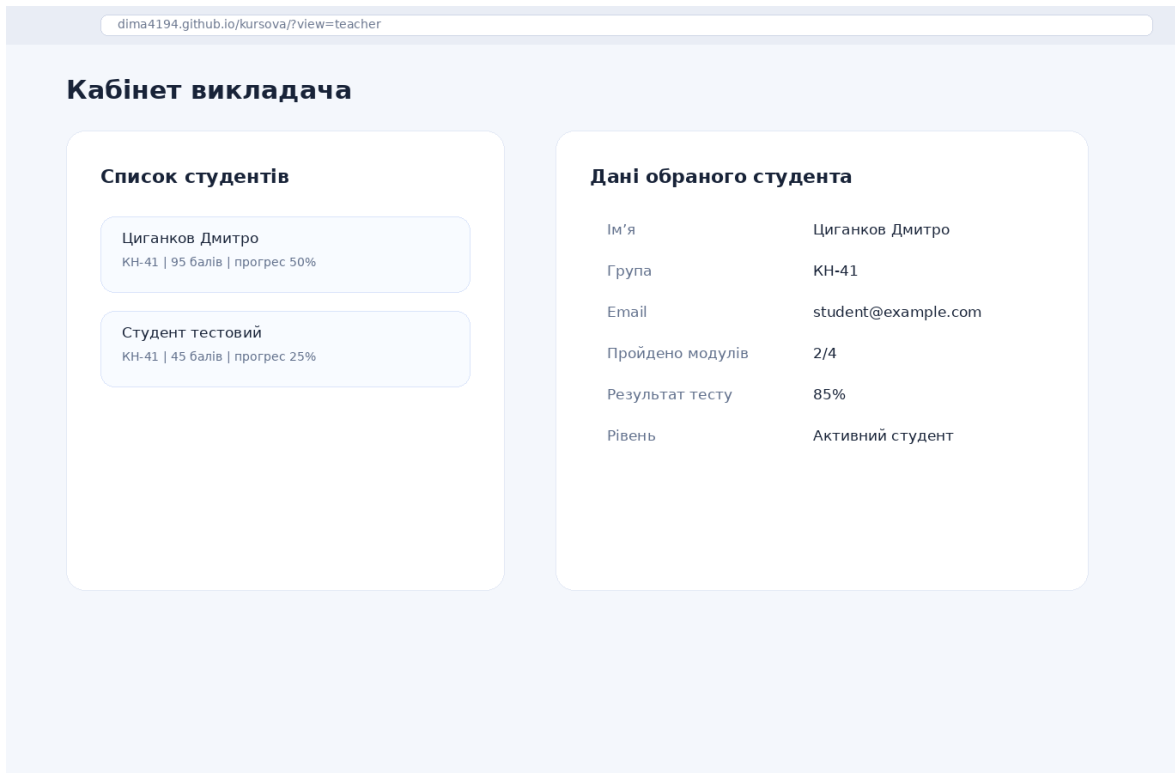 dima4194.github.io/kursova/?view=teacher
Кабінет викладача
Список студентів
Циганков Дмитро
КН-41 | 95 балів | прогрес 50%
Студент тестовий
КН-41 | 45 балів | прогрес 25%
Дані обраного студента
Ім’я Циганков Дмитро
Група КН-41
Email student@example.com
Пройдено модулів 2/4
Результат тесту 85%
Рівень Активний студент